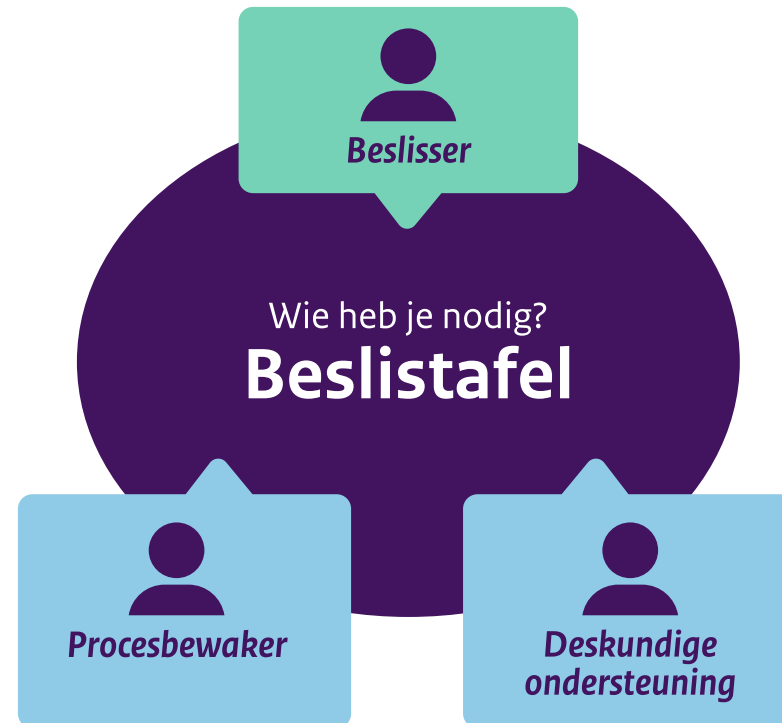 Beslisser
Wie heb je nodig?
Beslistafel
Procesbewaker
Deskundige
ondersteuning